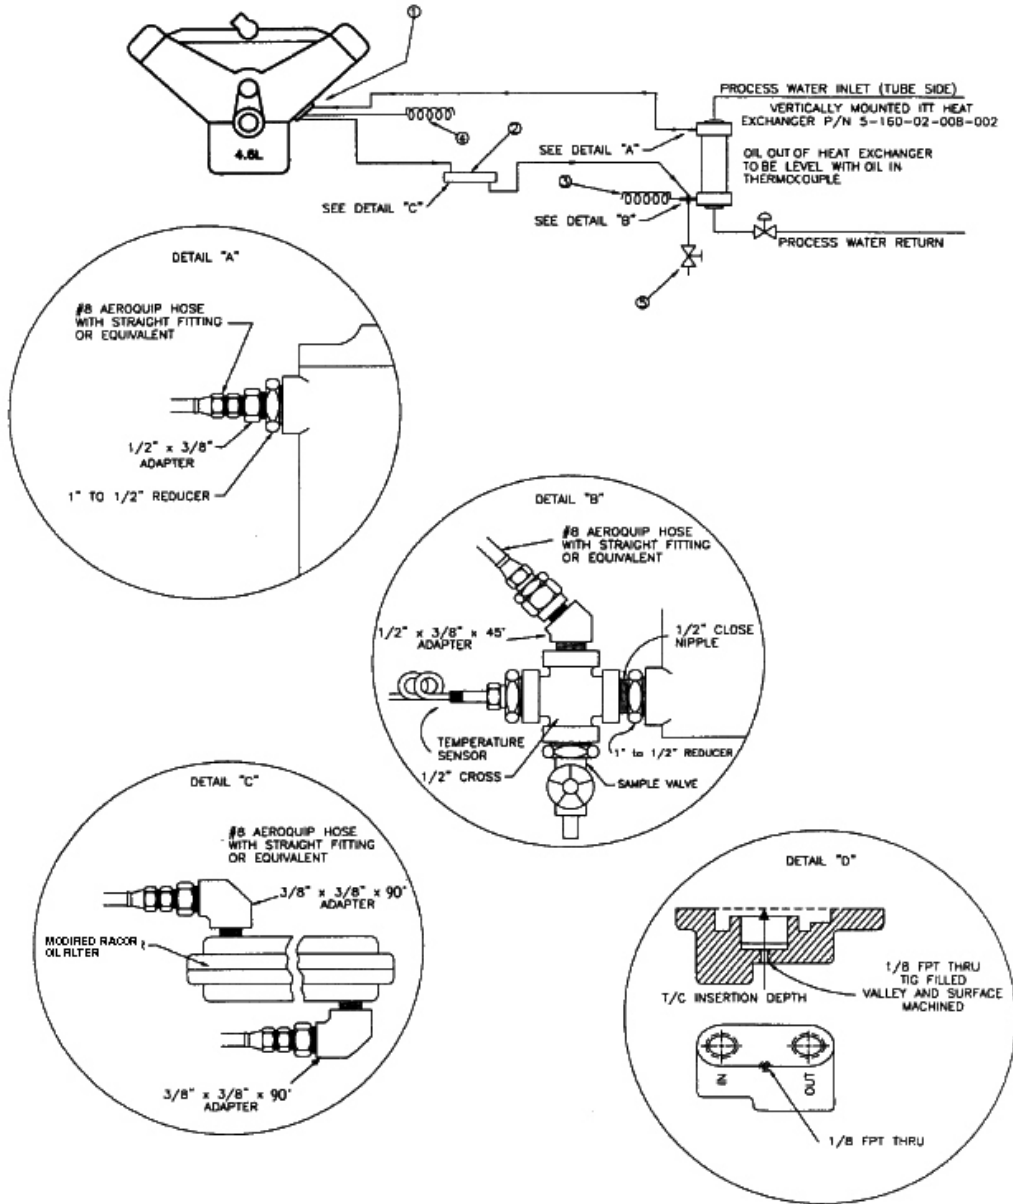 ①
PROCESS WATER INLET (TUBE SIDE)
VERTICALLY MOUNTED ITT HEAT
EXCHANGER P/N 5-160-02-008-002
②
④
4.6L
SEE DETAIL "A"
OIL OUT OF HEAT EXCHANGER
TO BE LEVEL WITH OIL IN
THERMOCOUPLE
③
SEE DETAIL "C"
SEE DETAIL "B"
PROCESS WATER RETURN
⑤
DETAIL "A"
#8 AEROQUIP HOSE
WITH STRAIGHT FITTING
OR EQUIVALENT
1/2" x 3/8"
ADAPTER
1" TO 1/2" REDUCER
DETAIL "B"
#8 AEROQUIP HOSE
WITH STRAIGHT FITTING
OR EQUIVALENT
1/2" x 3/8" x 45°
ADAPTER
1/2" CLOSE
NIPPLE
TEMPERATURE
SENSOR
1" to 1/2" REDUCER
1/2" CROSS
SAMPLE VALVE
DETAIL "C"
#8 AEROQUIP HOSE
WITH STRAIGHT FITTING
OR EQUIVALENT
3/8" x 3/8" x 90°
ADAPTER
MODIRED RACOR
OIL FILTER
3/8" x 3/8" x 90°
ADAPTER
DETAIL "D"
T/C INSERTION DEPTH
1/8 FPT THRU
TIG FILLED
VALLEY AND SURFACE
MACHINED
IN
OUT
1/8 FPT THRU